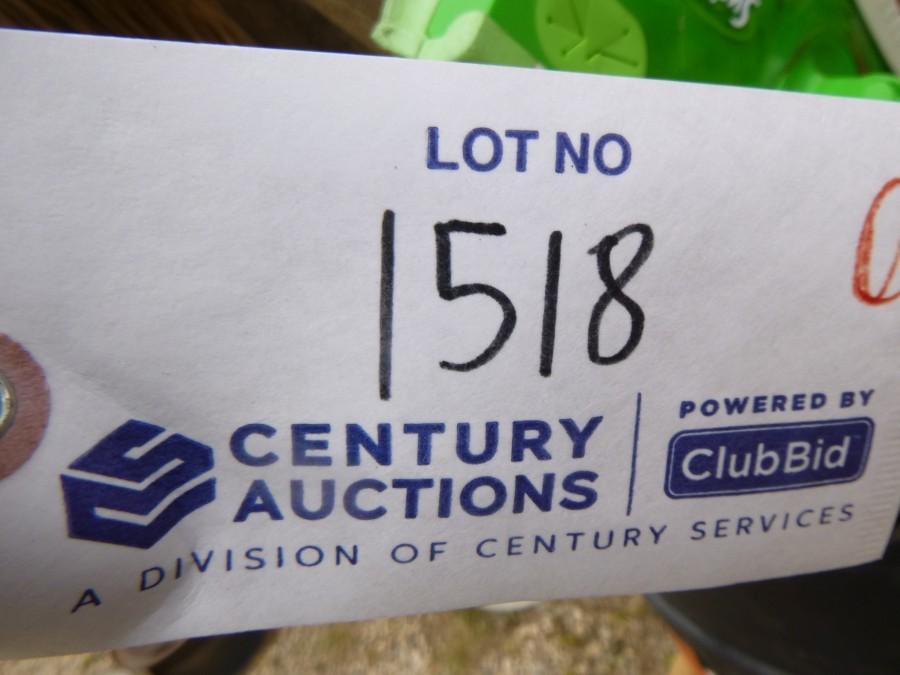 LOT NO
1518
CENTURY
AUCTIONS
POWERED BY
ClubBid
A DIVISION OF CENTURY SERVICES